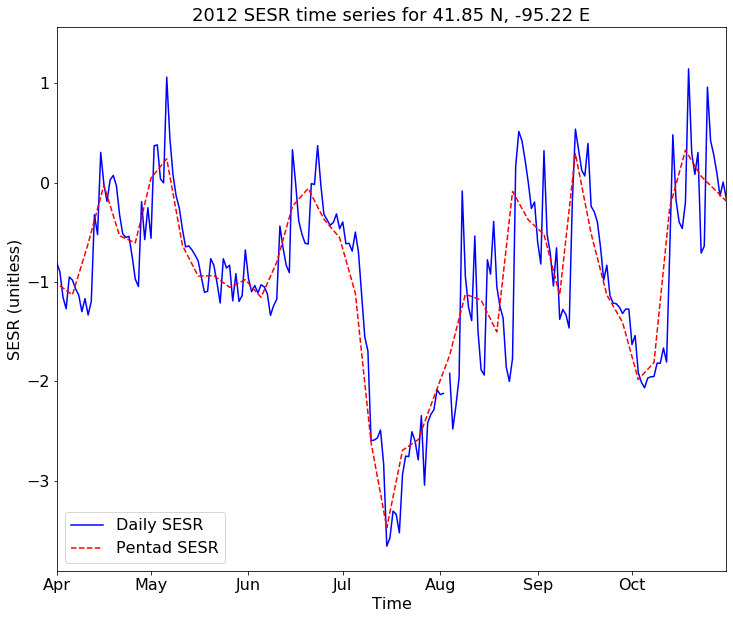 2012 SESR time series for 41.85 N, -95.22 E
1
0
−1
−2
−3
SESR (unitless)
Daily SESR
Pentad SESR
Apr May Jun Jul Aug Sep Oct
Time